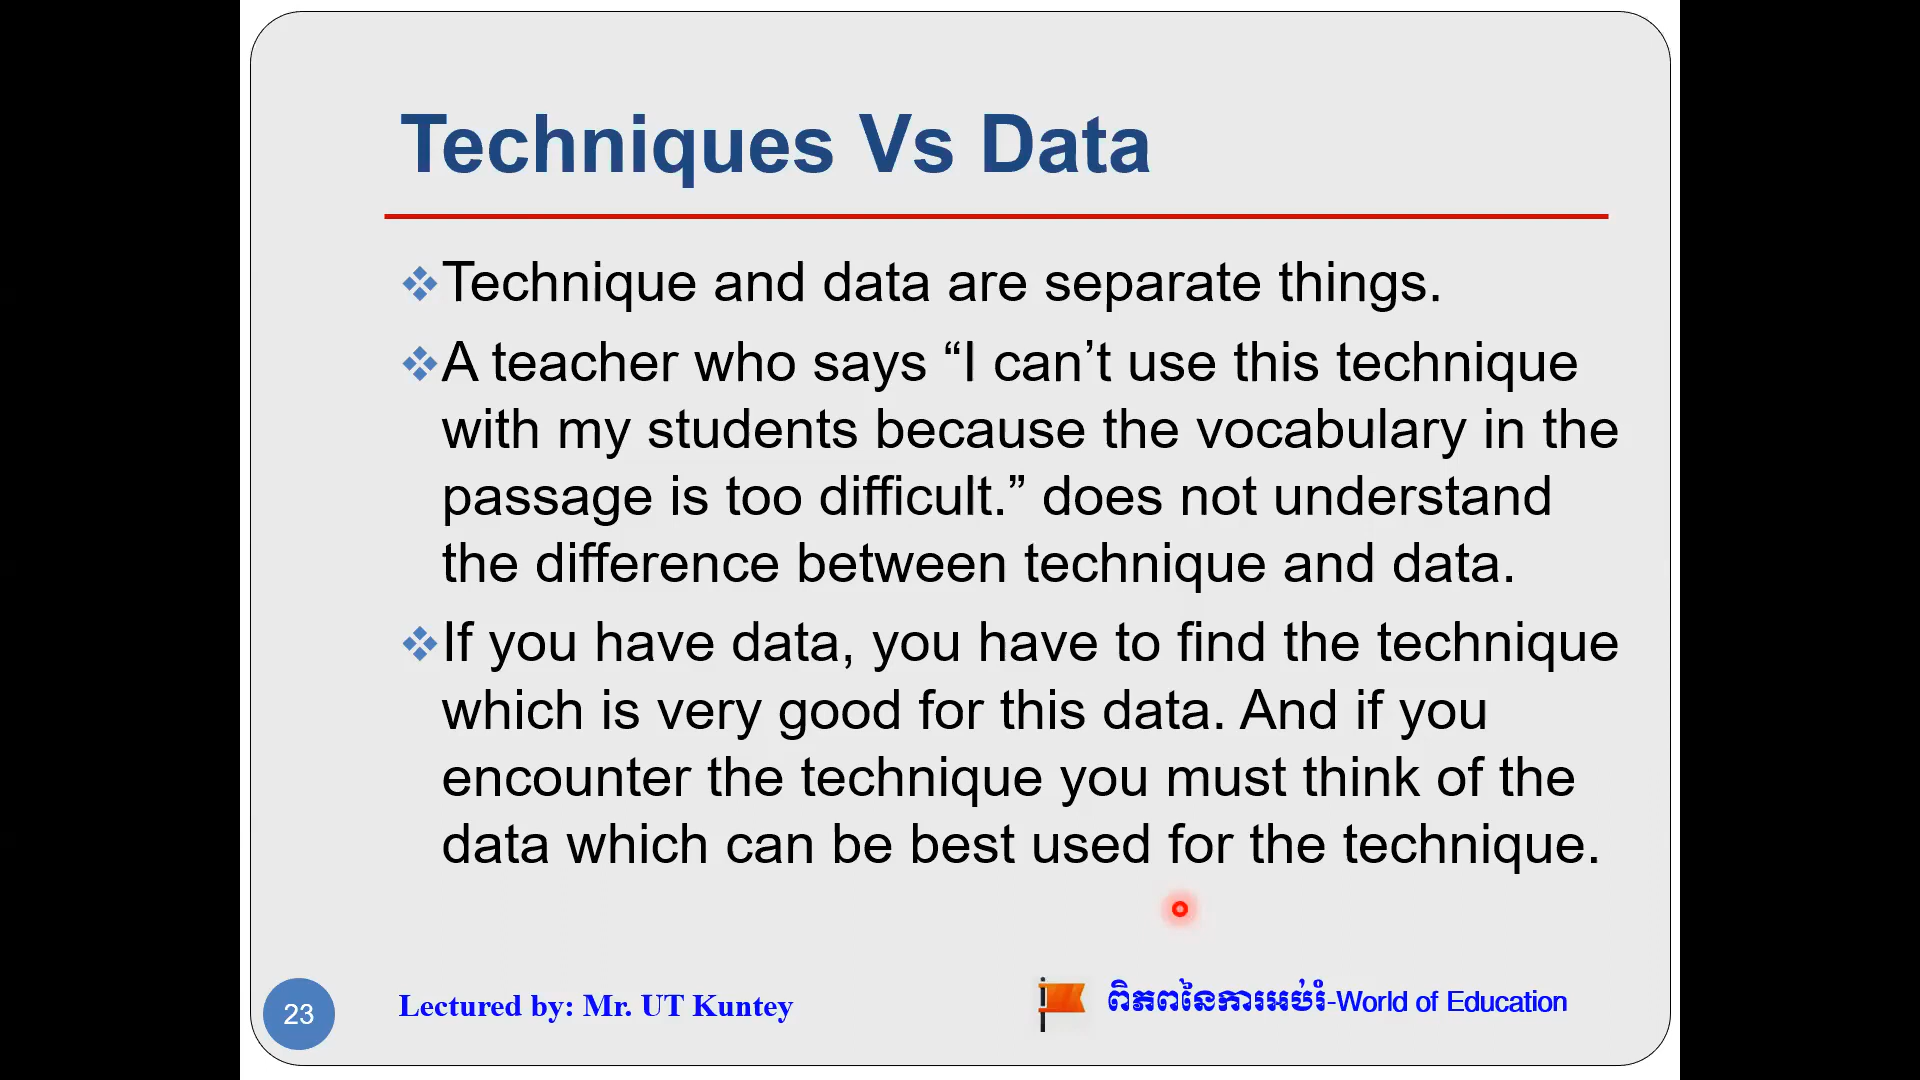 Techniques Vs Data
Technique and data are separate things.
A teacher who says “I can’t use this technique
with my students because the vocabulary in the
passage is too difficult.” does not understand
the difference between technique and data.
If you have data, you have to find the technique
which is very good for this data. And if you
encounter the technique you must think of the
data which can be best used for the technique.
23
Lectured by: Mr. UT Kuntey
ពិភពនៃការអប់រំ-World of Education